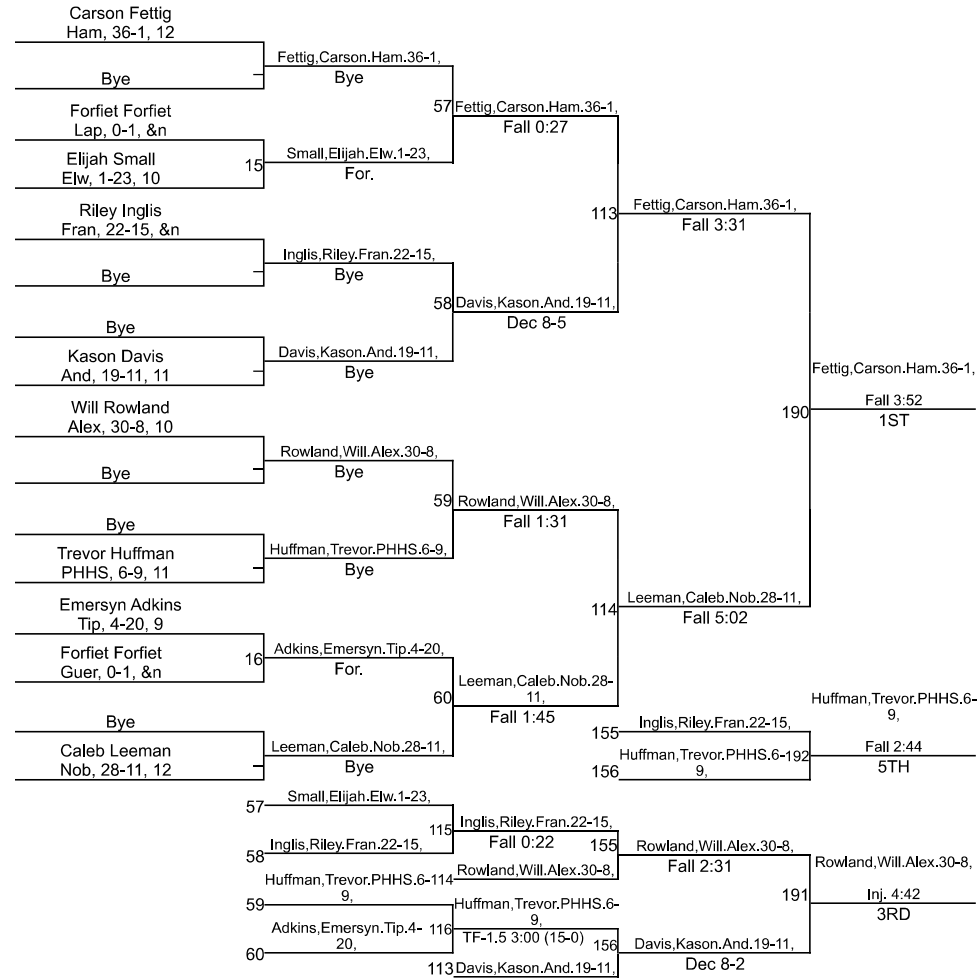 Carson Fettig
Ham, 36-1, 12
Fettig,Carson.Ham.36-1,
Bye
Bye
57
Fettig,Carson.Ham.36-1,
Fall 0:27
Forfiet Forfiet
Lap, 0-1, &n
15
Small,Elijah.Elw.1-23,
For.
Elijah Small
Elw, 1-23, 10
113
Fettig,Carson.Ham.36-1,
Fall 3:31
Riley Inglis
Fran, 22-15, &n
Inglis,Riley.Fran.22-15,
Bye
Bye
58
Davis,Kason.And.19-11,
Dec 8-5
Bye
Davis,Kason.And.19-11,
Bye
Kason Davis
And, 19-11, 11
190
Fettig,Carson.Ham.36-1,
Fall 3:52
1ST
Will Rowland
Alex, 30-8, 10
Rowland,Will.Alex.30-8,
Bye
Bye
59
Rowland,Will.Alex.30-8,
Fall 1:31
Bye
Trevor Huffman
PHHS, 6-9, 11
Huffman,Trevor.PHHS.6-9,
Bye
114
Leeman,Caleb.Nob.28-11,
Fall 5:02
Emersyn Adkins
Tip, 4-20, 9
16
Adkins,Emersyn.Tip.4-20,
For.
Forfiet Forfiet
Guer, 0-1, &n
60
Leeman,Caleb.Nob.28-
11,
Fall 1:45
Bye
Leeman,Caleb.Nob.28-11,
Bye
Caleb Leeman
Nob, 28-11, 12
155
Inglis,Riley.Fran.22-15,
156
Huffman,Trevor.PHHS.6-
9,
192
Huffman,Trevor.PHHS.6-
9,
Fall 2:44
5TH
57
Small,Elijah.Elw.1-23,
58
Inglis,Riley.Fran.22-15,
115
Inglis,Riley.Fran.22-15,
Fall 0:22
114
Rowland,Will.Alex.30-8,
155
Rowland,Will.Alex.30-8,
Fall 2:31
59
Huffman,Trevor.PHHS.6-
9,
60
Adkins,Emersyn.Tip.4-
20,
116
Huffman,Trevor.PHHS.6-
9,
TF-1.5 3:00 (15-0)
113
Davis,Kason.And.19-11,
156
Davis,Kason.And.19-11,
Dec 8-2
191
Rowland,Will.Alex.30-8,
Inj. 4:42
3RD